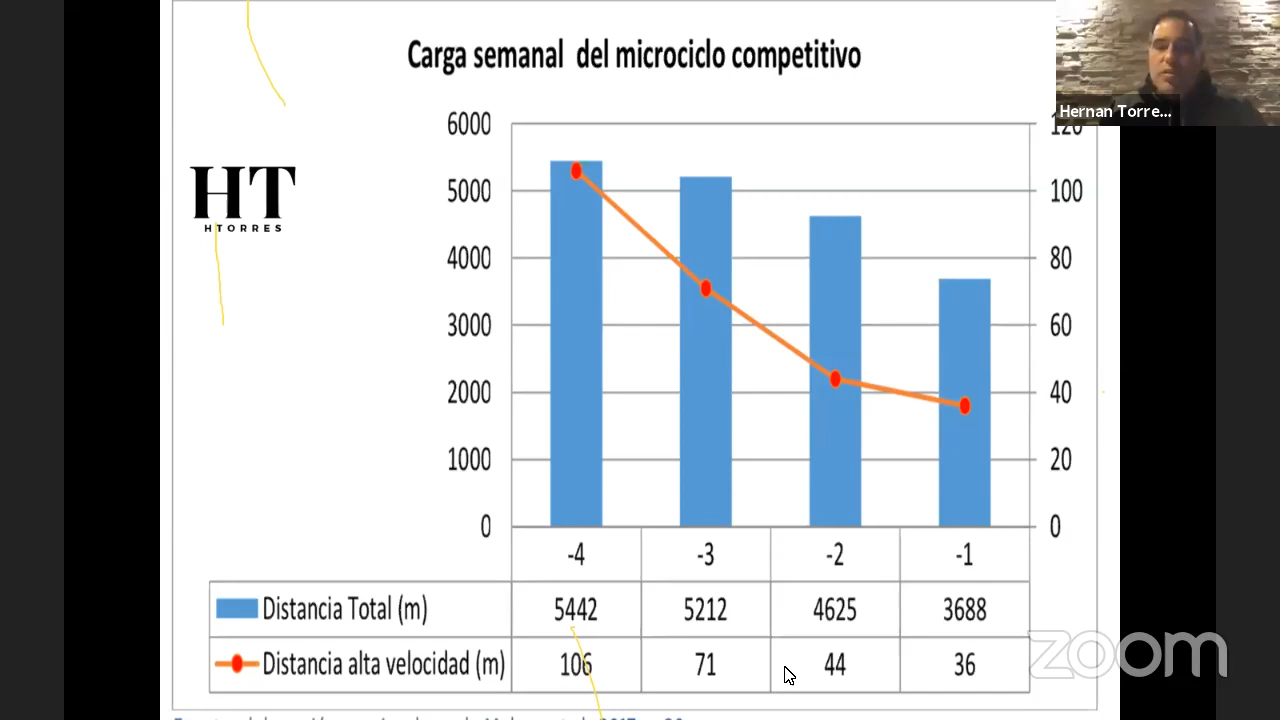 Carga semanal del microciclo competitivo
Hernan Torre...
6000
5000
4000
3000
2000
1000
0
120
100
80
60
40
20
0
HT
HTORRES
-4 -3 -2 -1
Distancia Total (m) 5442 5212 4625 3688
Distancia alta velocidad (m) 106 71 44 36
zoom